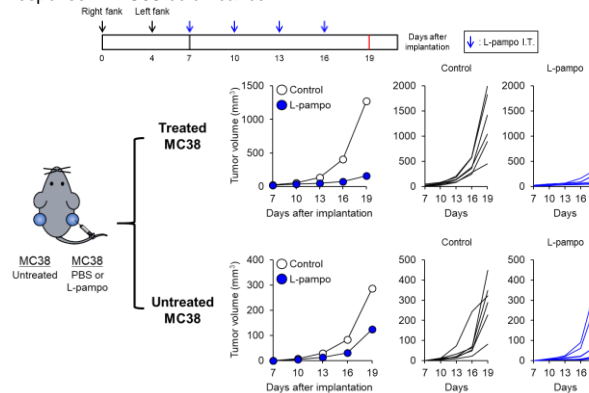 Right fank
Left fank
Days after
implantation
: L-pampo I.T.
0
4
7
10
13
16
19
Treated
MC38
Tumor volume (mm3)
1500
1000
500
0
Control
L-pampo
7 10 13 16 19
Days after implantation
Control
2000
1500
1000
500
0
7 10 13 16 19
Days
L-pampo
2000
1500
1000
500
0
7 10 13 16
Days
MC38
Untreated
MC38
PBS or
L-pampo
Untreated
MC38
Tumor volume (mm3)
400
300
200
100
0
Control
L-pampo
7 10 13 16 19
Days after implantation
Control
500
400
300
200
100
0
7 10 13 16 19
Days
L-pampo
500
400
300
200
100
0
7 10 13 16
Days